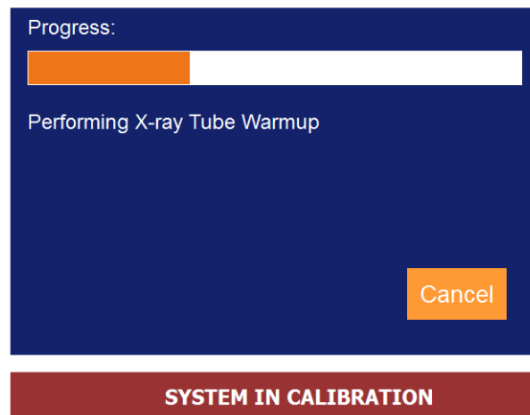 Progress:
Performing X-ray Tube Warmup
Cancel
SYSTEM IN CALIBRATION